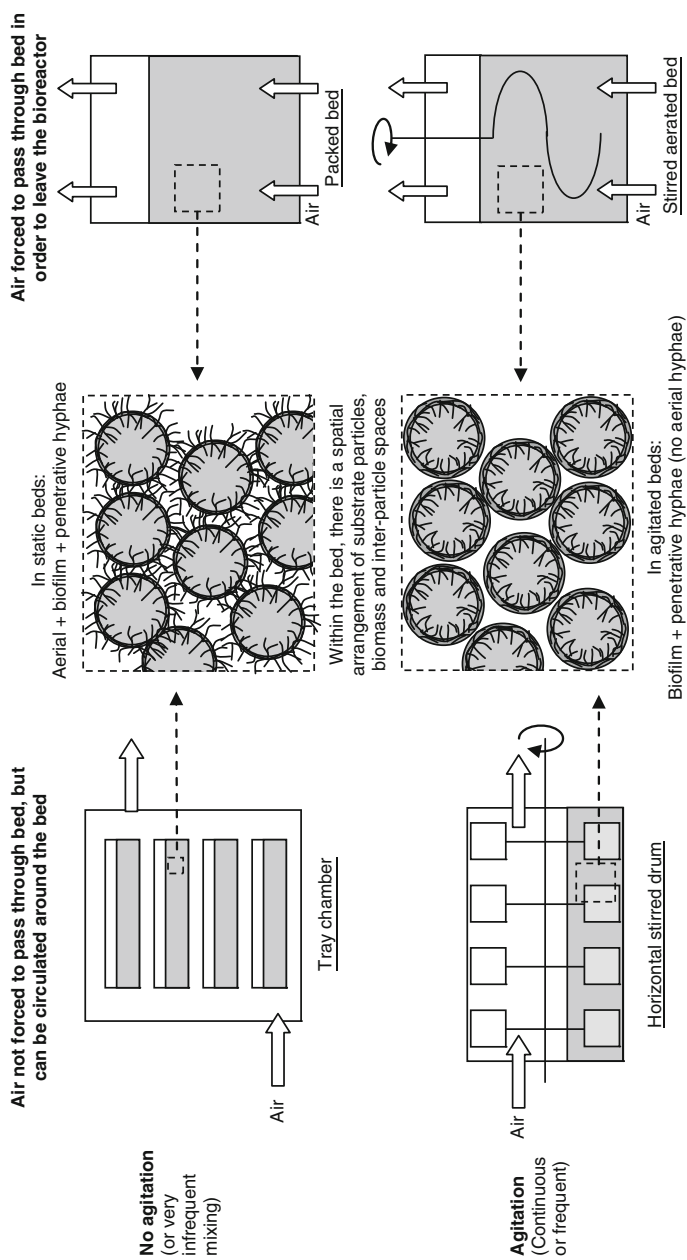 Air not forced to pass through bed, but
can be circulated around the bed
Air forced to pass through bed in
order to leave the bioreactor
No agitation
(or very
infrequent
mixing)
Air
Tray chamber
In static beds:
Aerial + biofilm + penetrative hyphae
Air
Packed bed
Within the bed, there is a spatial
arrangement of substrate particles,
biomass and inter-particle spaces
Agitation
(Continuous
or frequent)
Air
Horizontal stirred drum
In agitated beds:
Biofilm + penetrative hyphae (no aerial hyphae)
Air
Stirred aerated bed